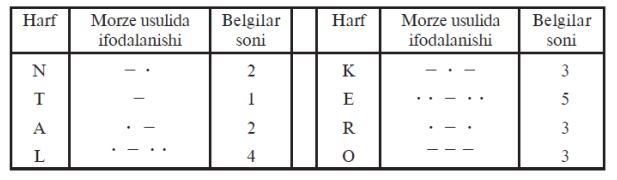 Harf Morze usulida ifodalanishi Belgilar soni Harf Morze usulida ifodalanishi Belgilar soni
N – · 2 K – · – 3
T – 1 E · · – · · 5
A · – 2 R · – · 3
L · – · · 4 O – – – 3